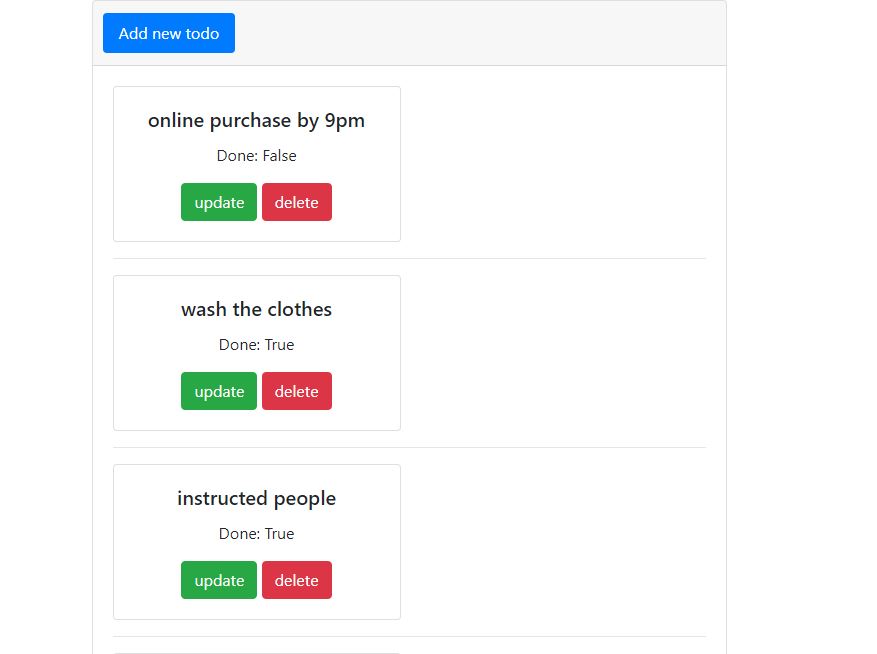 Add new todo
online purchase by 9pm
Done: False
update delete
wash the clothes
Done: True
update delete
instructed people
Done: True
update delete